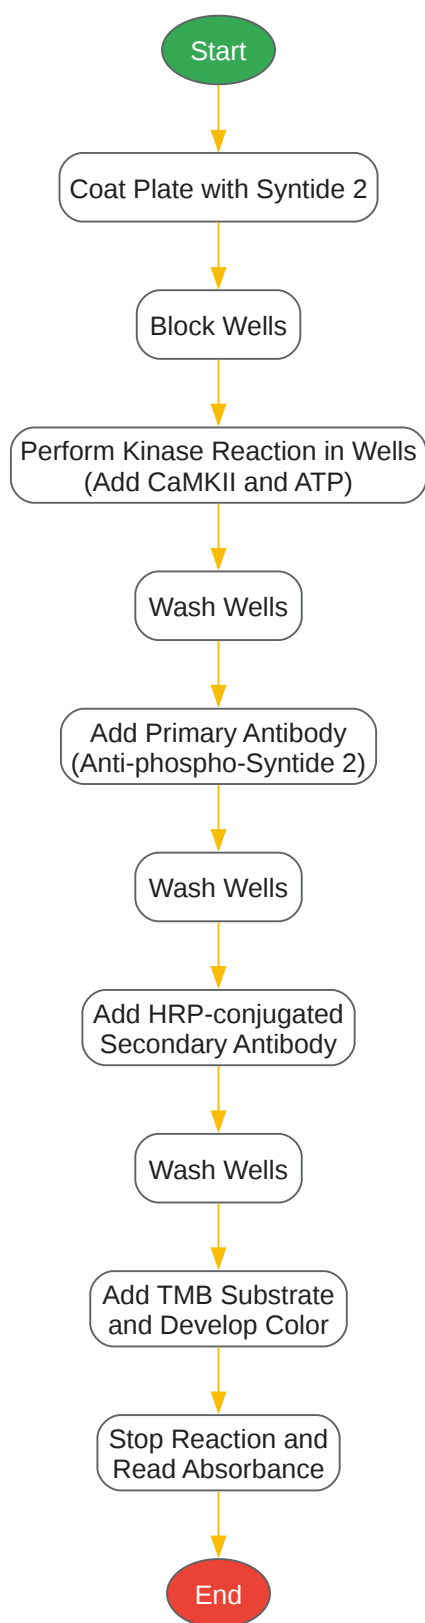 Start
Coat Plate with Syntide 2
Block Wells
Perform Kinase Reaction in Wells
(Add CaMKII and ATP)
Wash Wells
Add Primary Antibody
(Anti-phospho-Syntide 2)
Wash Wells
Add HRP-conjugated
Secondary Antibody
Wash Wells
Add TMB Substrate
and Develop Color
Stop Reaction and
Read Absorbance
End